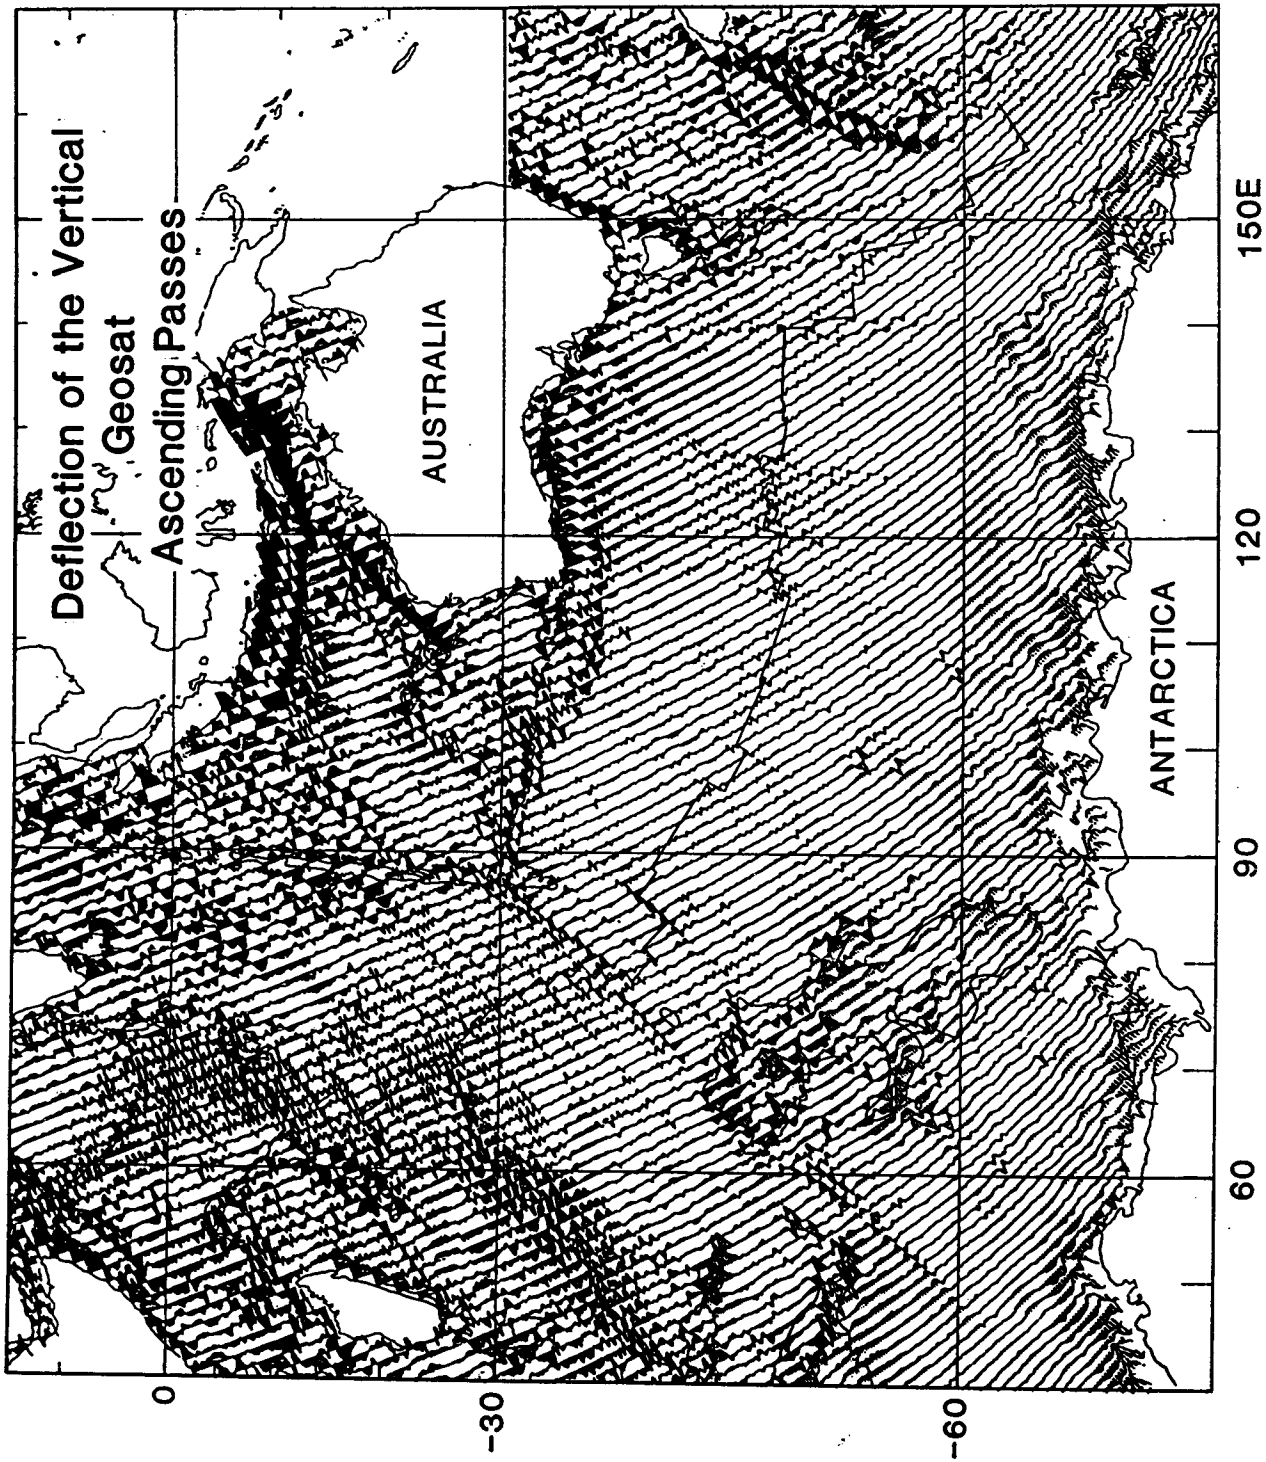 Deflection of the Vertical
Geosat
Ascending Passes
AUSTRALIA
ANTARCTICA
0
-30
-60
60
90
120
150E